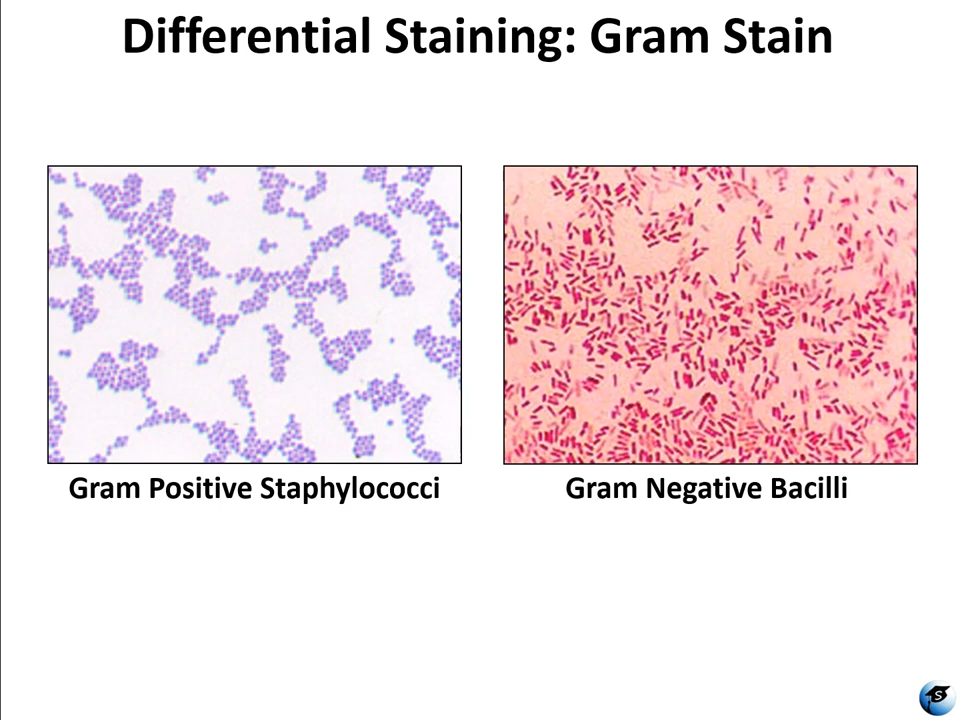 Differential Staining: Gram Stain
Gram Positive Staphylococci
Gram Negative Bacilli
S